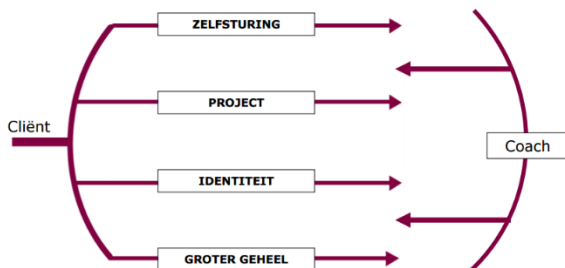 ZELFSTURING
PROJECT
Cliënt
Coach
IDENTITEIT
GROTER GEHEEL